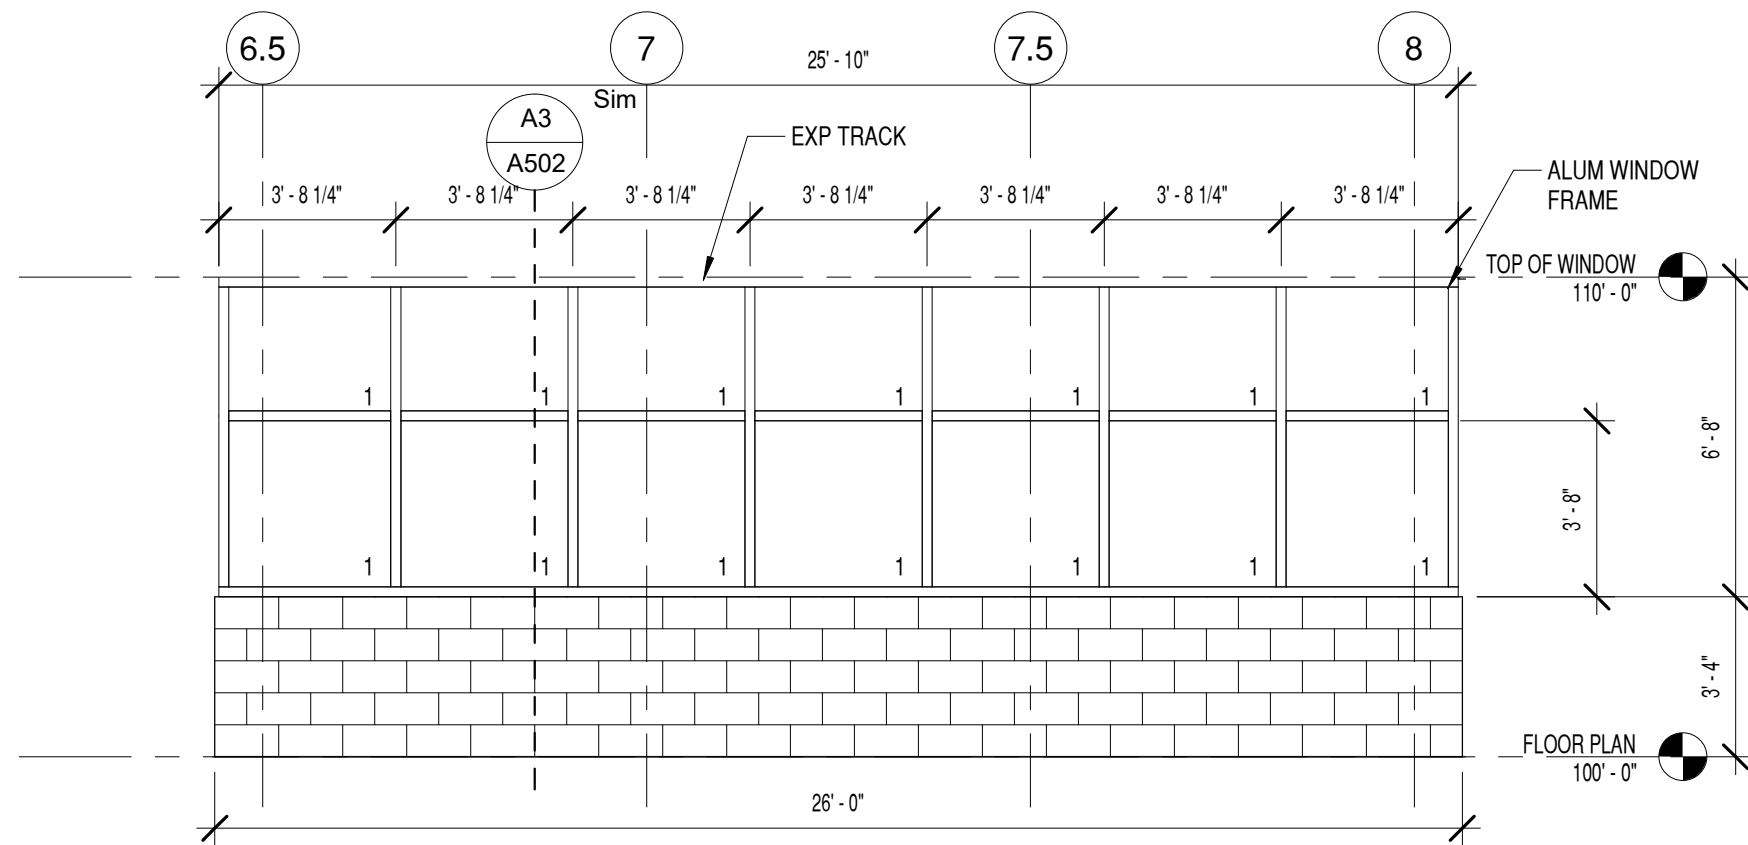 6.5
7
7.5
8
25' - 10"
Sim
A3
A502
EXP TRACK
ALUM WINDOW
FRAME
3' - 8 1/4"
3' - 8 1/4"
3' - 8 1/4"
3' - 8 1/4"
3' - 8 1/4"
3' - 8 1/4"
3' - 8 1/4"
TOP OF WINDOW
110' - 0"
1
1
1
1
1
1
1
6' - 8"
3' - 8"
1
1
1
1
1
1
1
3' - 4"
FLOOR PLAN
100' - 0"
26' - 0"